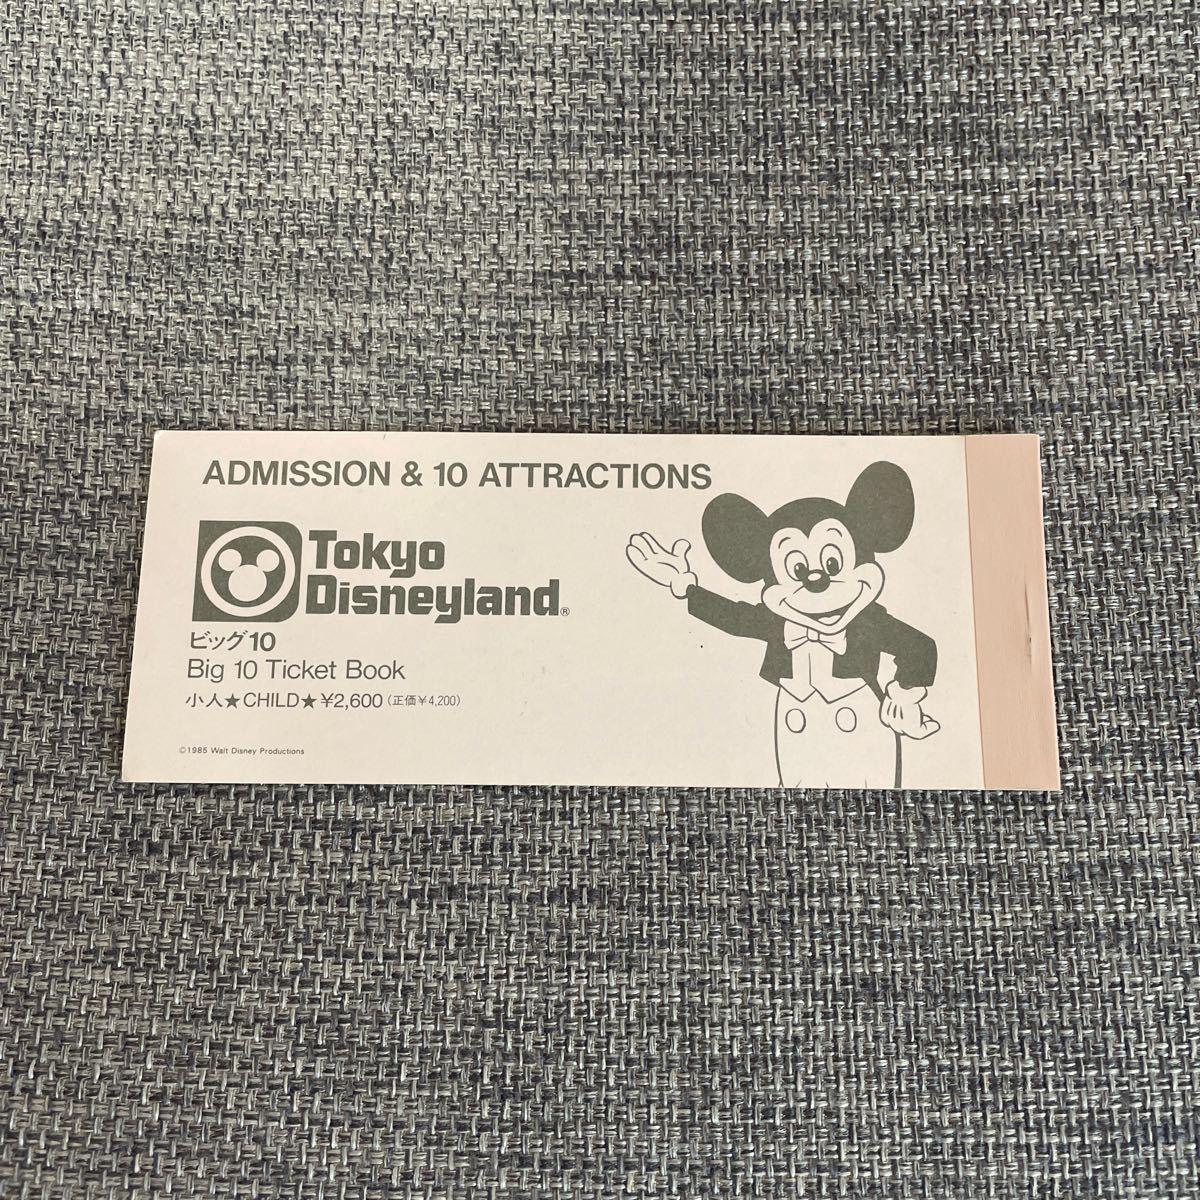 ADMISSION & 10 ATTRACTIONS
Tokyo
Disneyland®
ビッグ10
Big 10 Ticket Book
小人★CHILD★¥2,600(正価¥4,200)
©1985 Walt Disney Productions